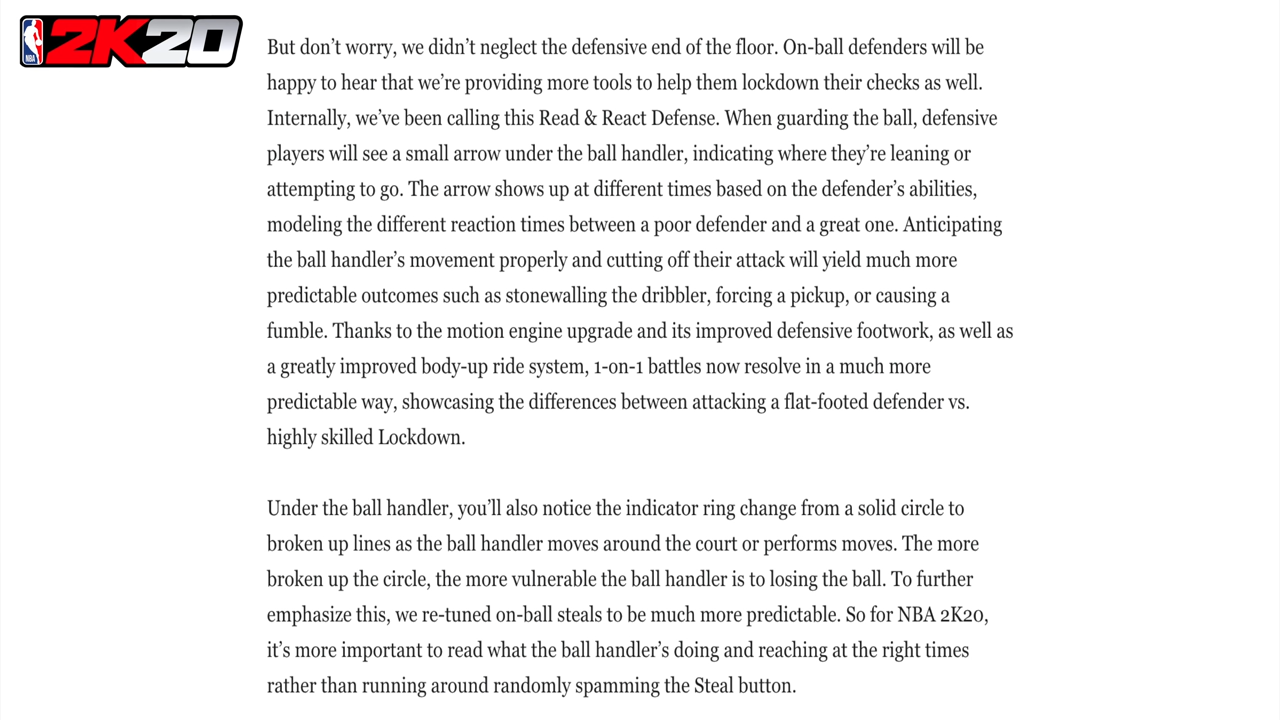 NBA 2K20
But don’t worry, we didn’t neglect the defensive end of the floor. On-ball defenders will be
happy to hear that we’re providing more tools to help them lockdown their checks as well.
Internally, we’ve been calling this Read & React Defense. When guarding the ball, defensive
players will see a small arrow under the ball handler, indicating where they’re leaning or
attempting to go. The arrow shows up at different times based on the defender’s abilities,
modeling the different reaction times between a poor defender and a great one. Anticipating
the ball handler’s movement properly and cutting off their attack will yield much more
predictable outcomes such as stonewalling the dribbler, forcing a pickup, or causing a
fumble. Thanks to the motion engine upgrade and its improved defensive footwork, as well as
a greatly improved body-up ride system, 1-on-1 battles now resolve in a much more
predictable way, showcasing the differences between attacking a flat-footed defender vs.
highly skilled Lockdown.
Under the ball handler, you’ll also notice the indicator ring change from a solid circle to
broken up lines as the ball handler moves around the court or performs moves. The more
broken up the circle, the more vulnerable the ball handler is to losing the ball. To further
emphasize this, we re-tuned on-ball steals to be much more predictable. So for NBA 2K20,
it’s more important to read what the ball handler’s doing and reaching at the right times
rather than running around randomly spamming the Steal button.